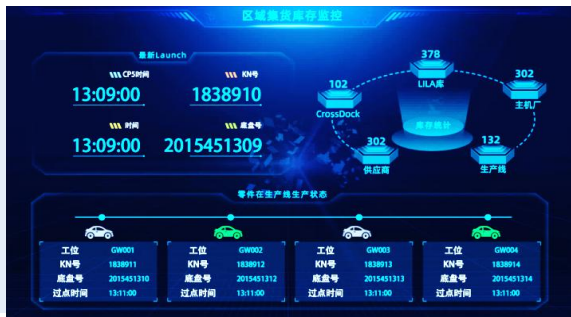 区域集货库存监控
最新Launch
CP5时间
KN号
13:09:00
1838910
时间
底盘号
13:09:00
2015451309
378
LILA库
102
CrossDock
302
主机厂
库存统计
302
供应商
132
生产线
零件在生产线生产状态
工位 GW001
KN号 1838911
底盘号 2015451310
过点时间 13:11:00
工位 GW002
KN号 1838912
底盘号 2015451312
过点时间 13:11:00
工位 GW003
KN号 1838913
底盘号 2015451313
过点时间 13:11:00
工位 GW004
KN号 1838914
底盘号 2015451314
过点时间 13:11:00